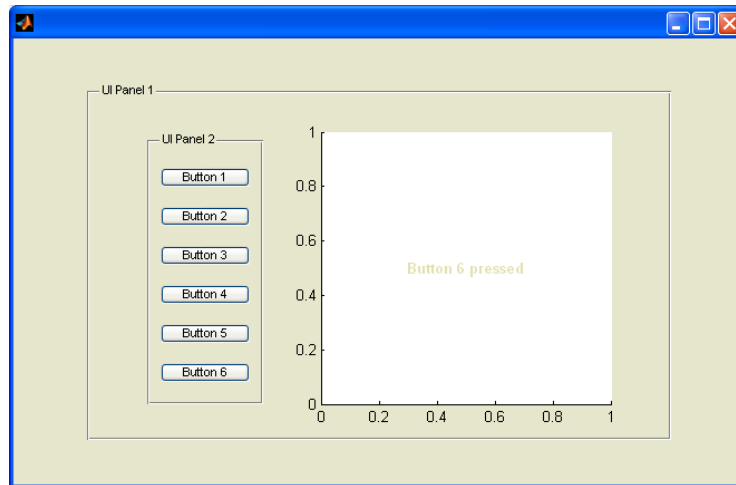 UI Panel 1
UI Panel 2
Button 1
Button 2
Button 3
Button 4
Button 5
Button 6
1
0.8
0.6
0.4
0.2
0
Button 6 pressed
0 0.2 0.4 0.6 0.8 1